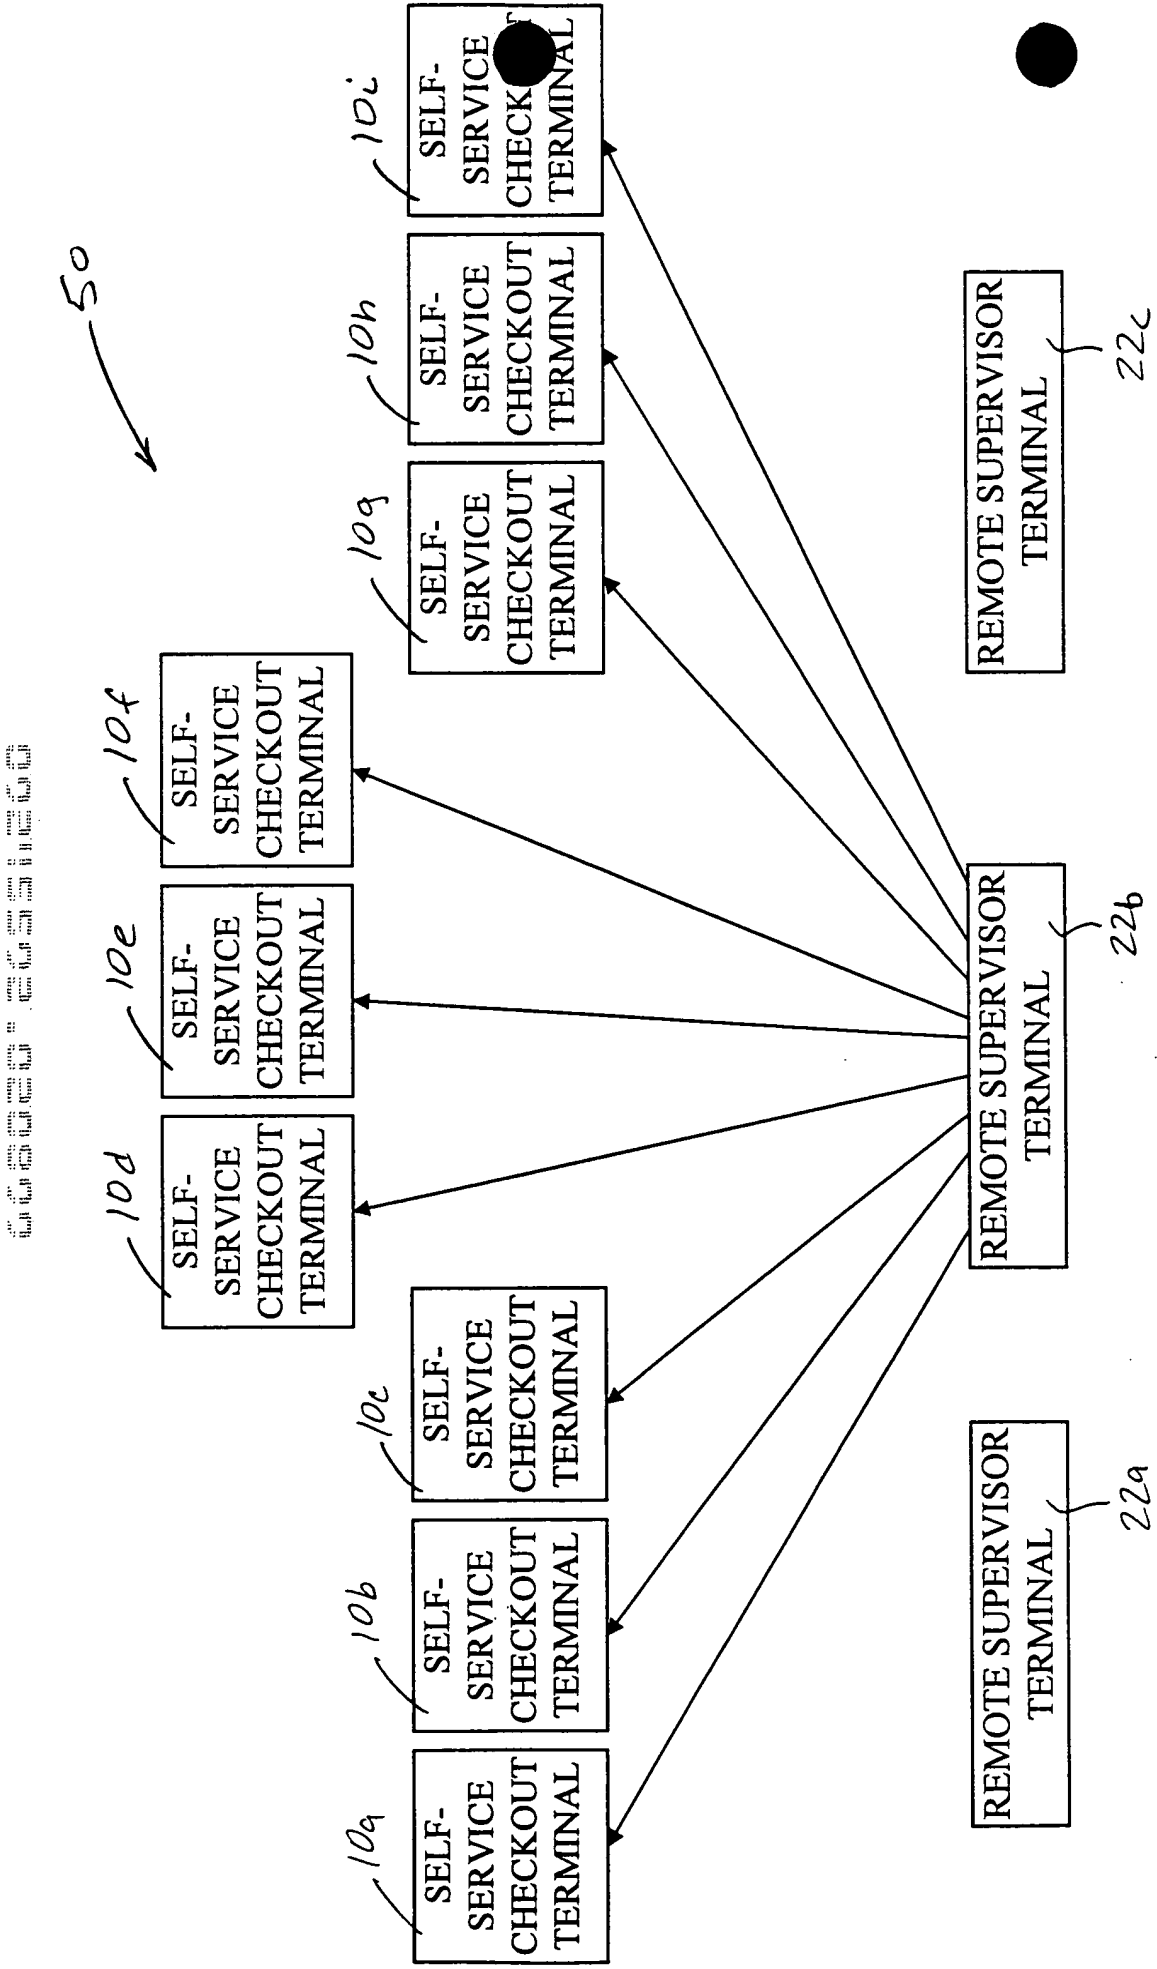 50
10d
SELF-
SERVICE
CHECKOUT
TERMINAL
10e
SELF-
SERVICE
CHECKOUT
TERMINAL
10f
SELF-
SERVICE
CHECKOUT
TERMINAL
10a
SELF-
SERVICE
CHECKOUT
TERMINAL
10b
SELF-
SERVICE
CHECKOUT
TERMINAL
10c
SELF-
SERVICE
CHECKOUT
TERMINAL
10g
SELF-
SERVICE
CHECKOUT
TERMINAL
10h
SELF-
SERVICE
CHECKOUT
TERMINAL
10i
SELF-
SERVICE
CHECK
TERMINAL
REMOTE SUPERVISOR
TERMINAL
22a
REMOTE SUPERVISOR
TERMINAL
22b
REMOTE SUPERVISOR
TERMINAL
22c